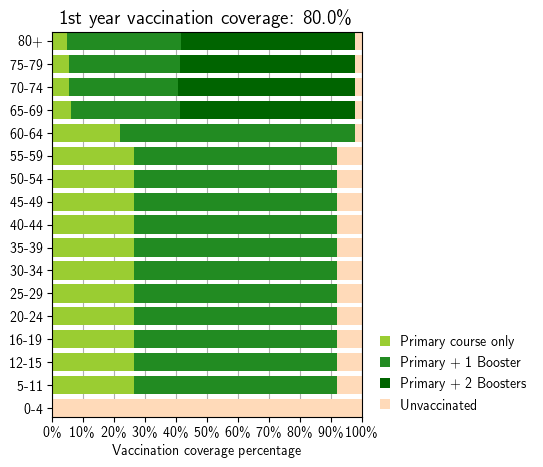 1st year vaccination coverage: 80.0%
80+
75-79
70-74
65-69
60-64
55-59
50-54
45-49
40-44
35-39
30-34
25-29
20-24
16-19
12-15
5-11
0-4
0% 10% 20% 30% 40% 50% 60% 70% 80% 90% 100%
Vaccination coverage percentage
Primary course only
Primary + 1 Booster
Primary + 2 Boosters
Unvaccinated